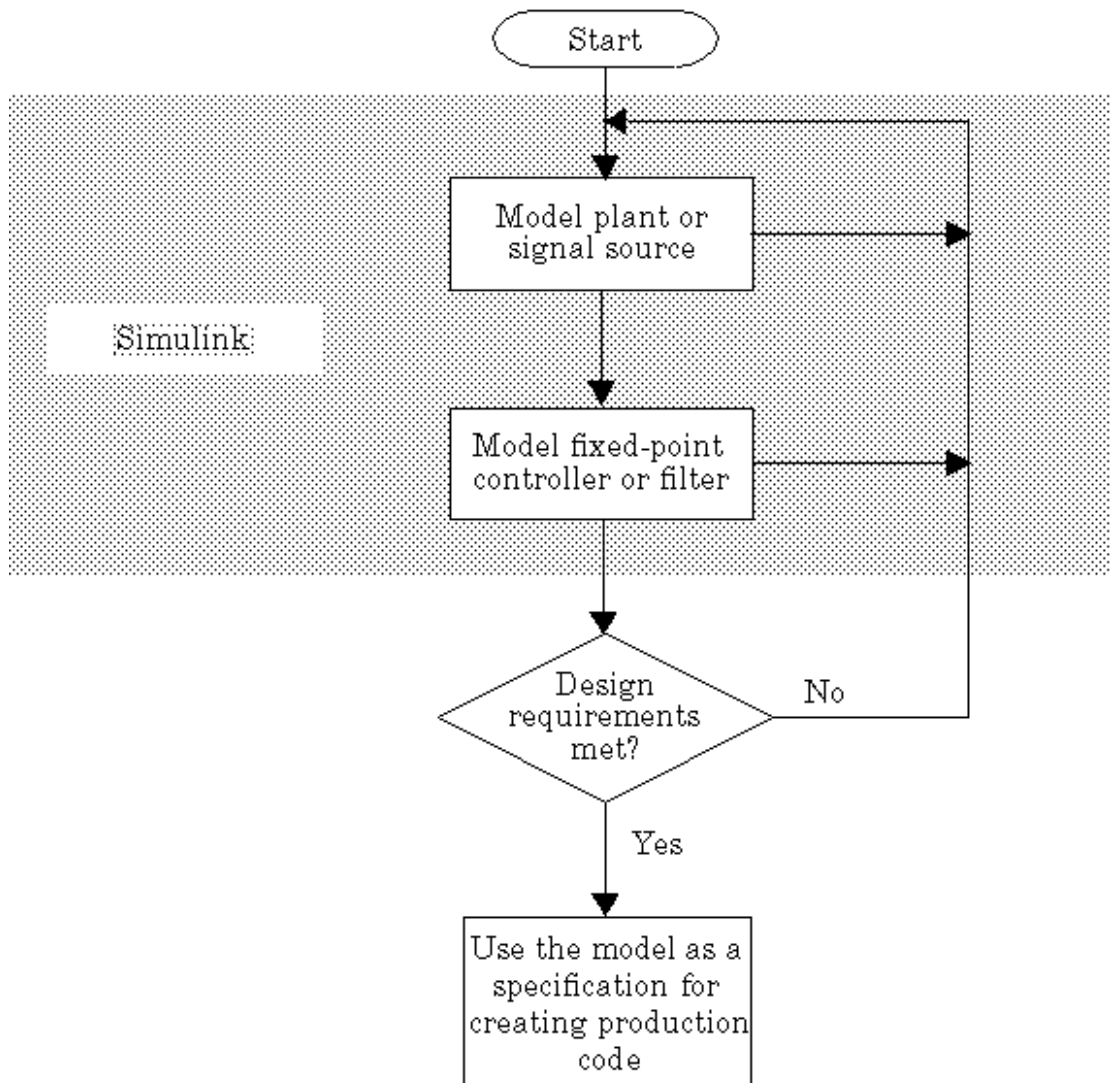 Start
Model plant or
signal source
Simulink
Model fixed-point
controller or filter
Design
requirements
met?
No
Yes
Use the model as a
specification for
creating production
code